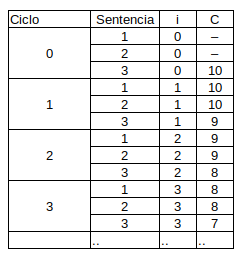 Ciclo Sentencia i C
1 0 –
0 2 0 –
3 0 10
1 1 10
1 2 1 10
3 1 9
1 2 9
2 2 2 9
3 2 8
1 3 8
3 2 3 8
3 3 7
.. .. ..